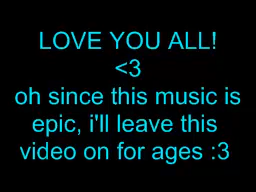 LOVE YOU ALL!
<3
oh since this music is
epic, i'll leave this
video on for ages :3